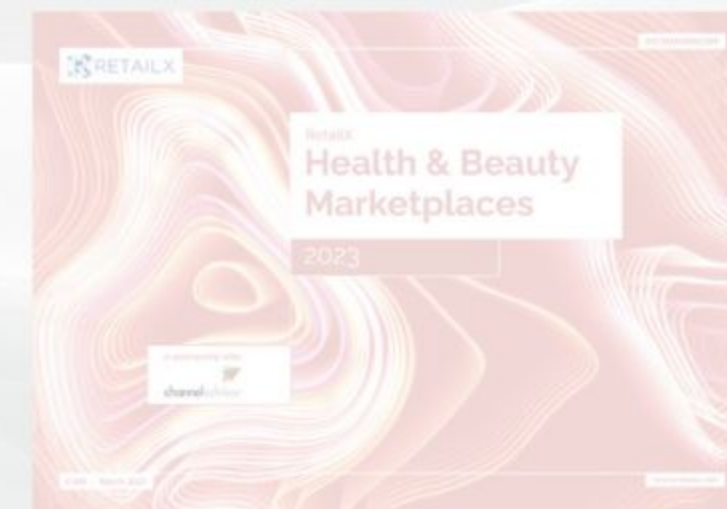 RETAILX
RetailX
Health & Beauty
Marketplaces
2023
channeladvisor